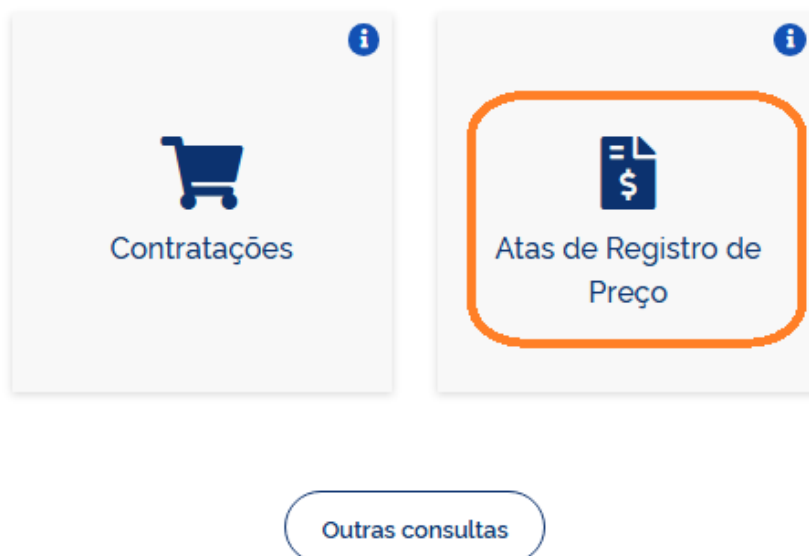 Contratações
Atas de Registro de
Preço
Outras consultas